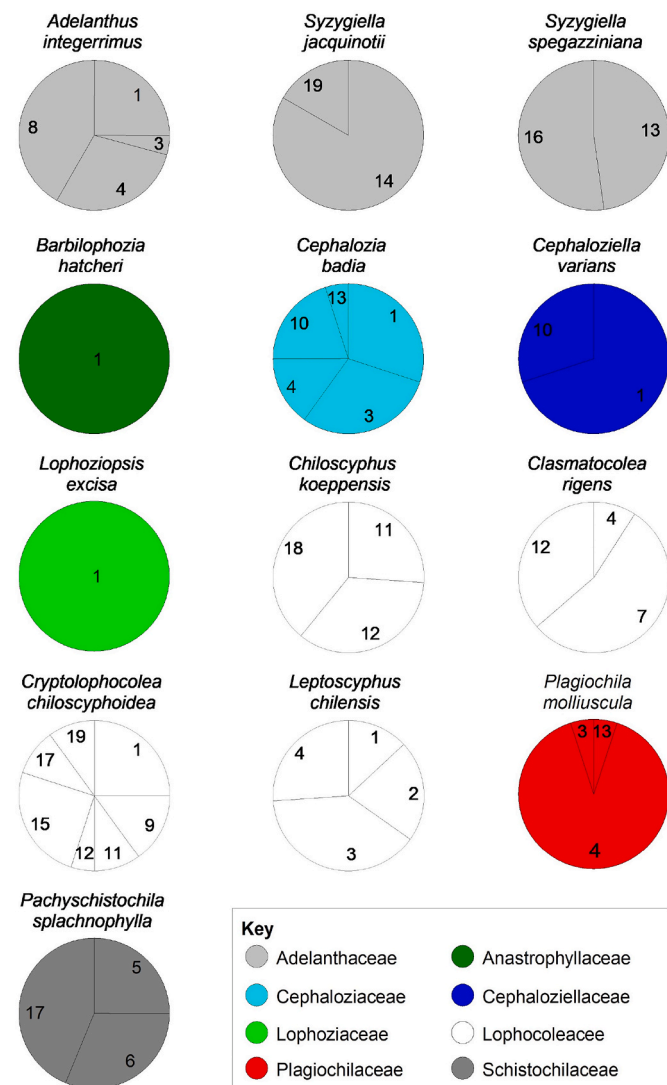 Adelanthus
integerrimus
Syzygiella
jacquinotii
Syzygiella
spegazziniana
1
3
4
8
14
19
13
16
Barbilophozia
hatcheri
Cephalozia
badia
Cephaloziella
varians
1
1
3
4
10
13
1
10
Lophoziopsis
excisa
Chiloscyphus
koeppensis
Clasmatocolea
rigens
1
11
12
18
4
7
12
Cryptolophocolea
chiloscyphoidea
Leptoscyphus
chilensis
Plagiochila
molliuscula
1
9
11
12
15
17
19
1
2
3
4
13
4
3
Pachyschistochila
splachnophylla
5
6
17
Key
Adelanthaceae
Anastrophyllaceae
Cephaloziaceae
Cephaloziellaceae
Lophoziaceae
Lophocoleacee
Plagiochilaceae
Schistochilaceae